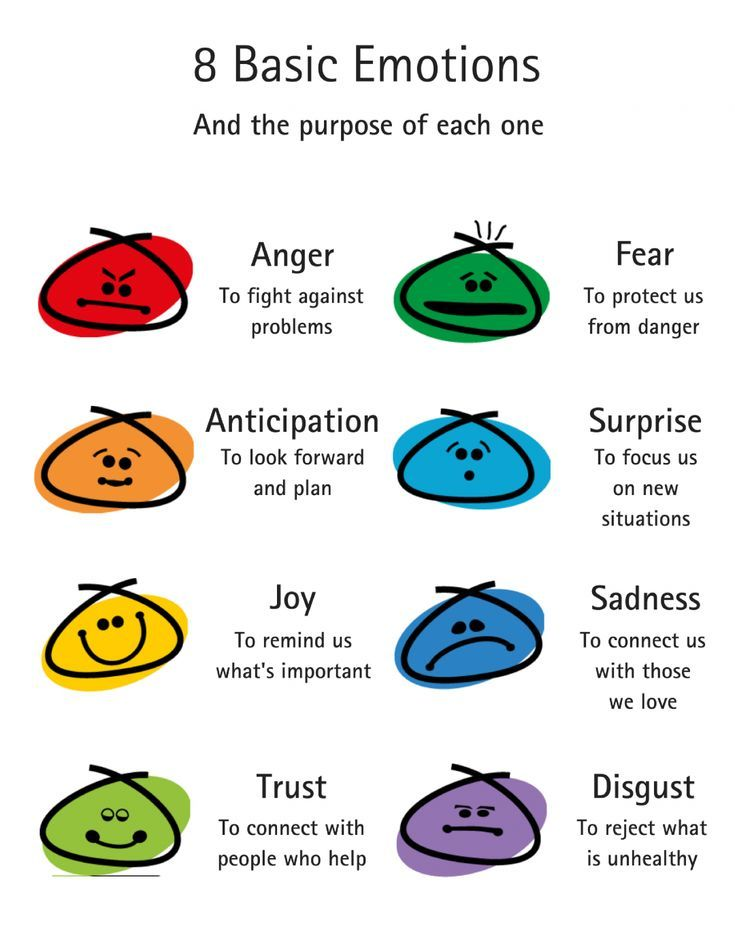 8 Basic Emotions
And the purpose of each one
Anger
To fight against
problems
Fear
To protect us
from danger
Anticipation
To look forward
and plan
Surprise
To focus us
on new
situations
Joy
To remind us
what's important
Sadness
To connect us
with those
we love
Trust
To connect with
people who help
Disgust
To reject what
is unhealthy